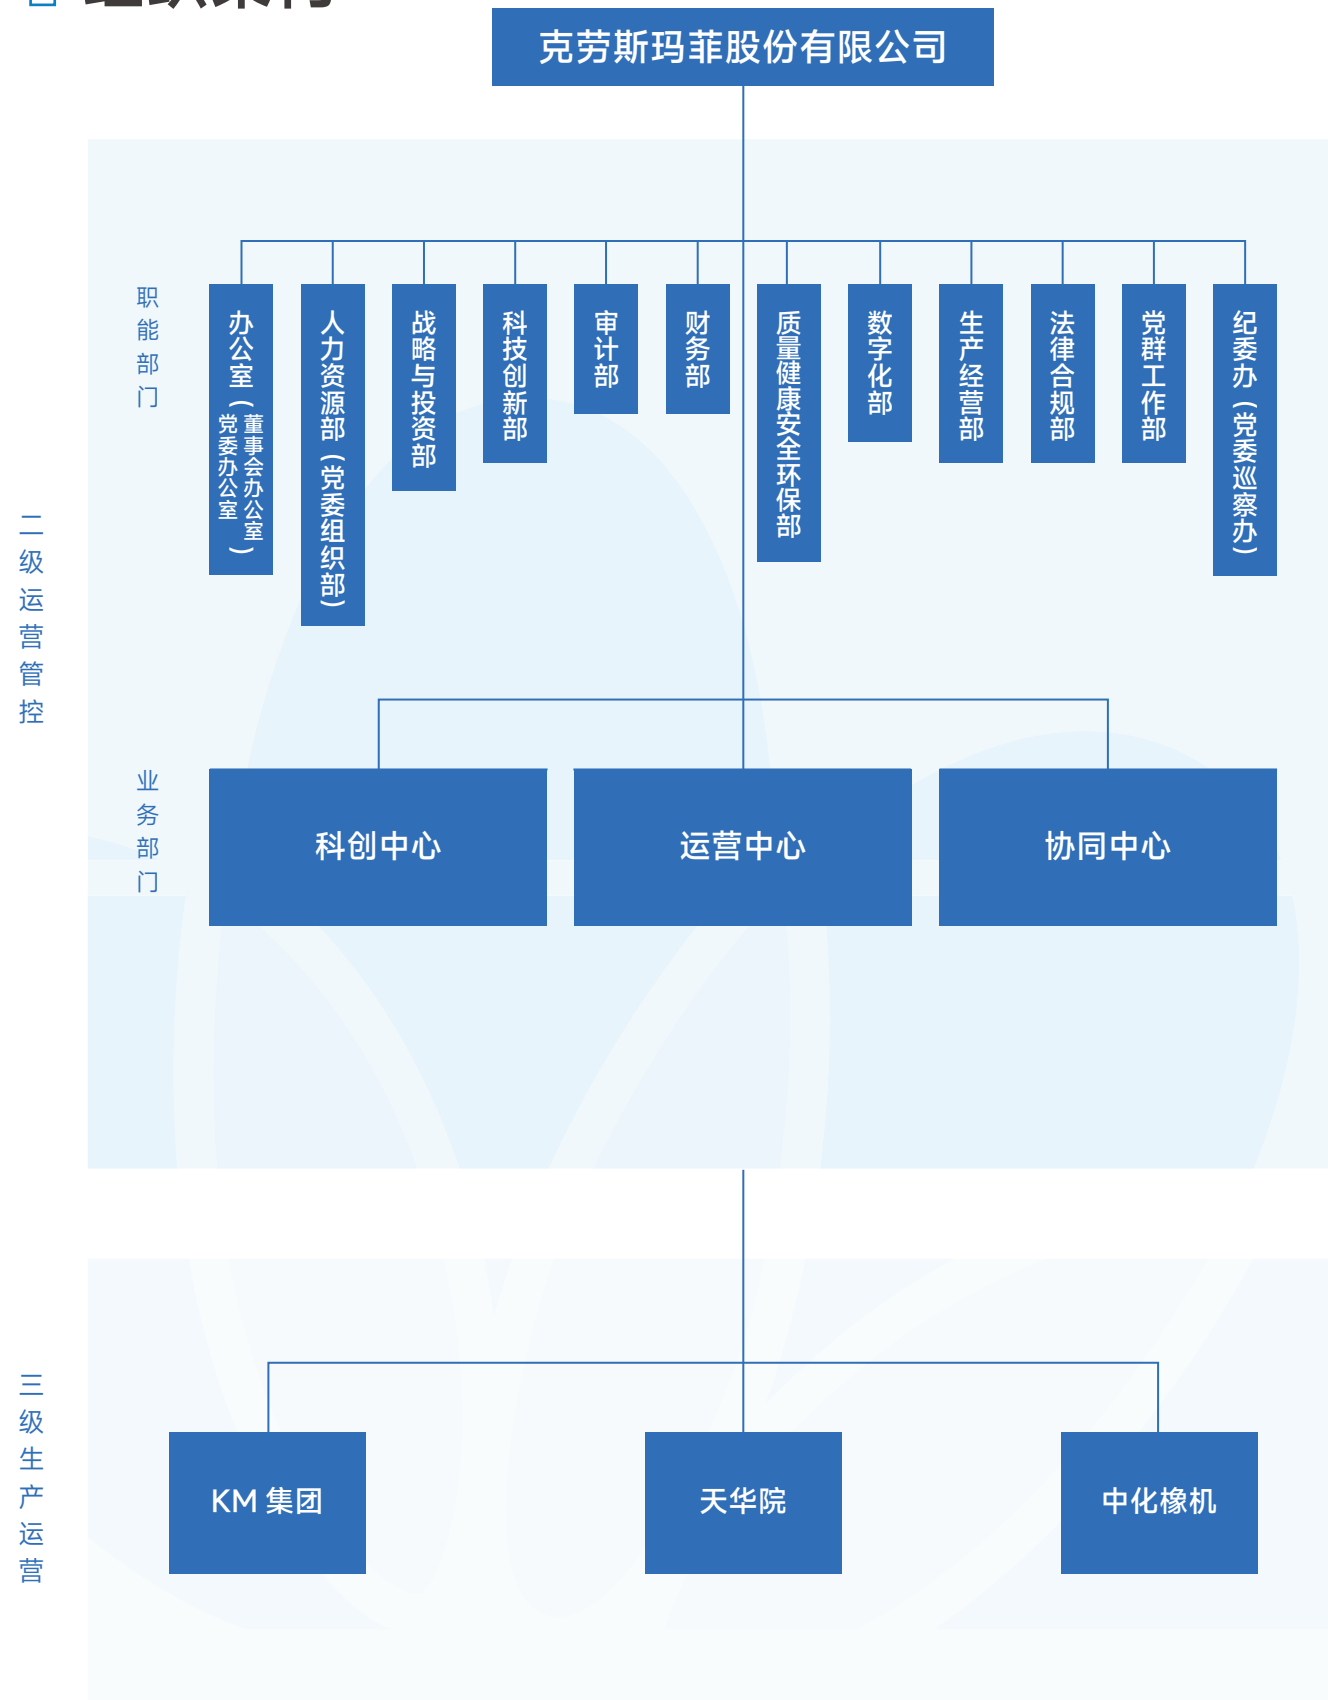 组织架构
克劳斯玛菲股份有限公司
二级运营管控
职能部门
办公室（董事会办公室
党委办公室）
人力资源部（党委组织部）
战略与投资部
科技创新部
审计部
财务部
质量健康安全环保部
数字化部
生产经营部
法律合规部
党群工作部
纪委办（党委巡察办）
业务部门
科创中心
运营中心
协同中心
三级生产运营
KM 集团
天华院
中化橡机